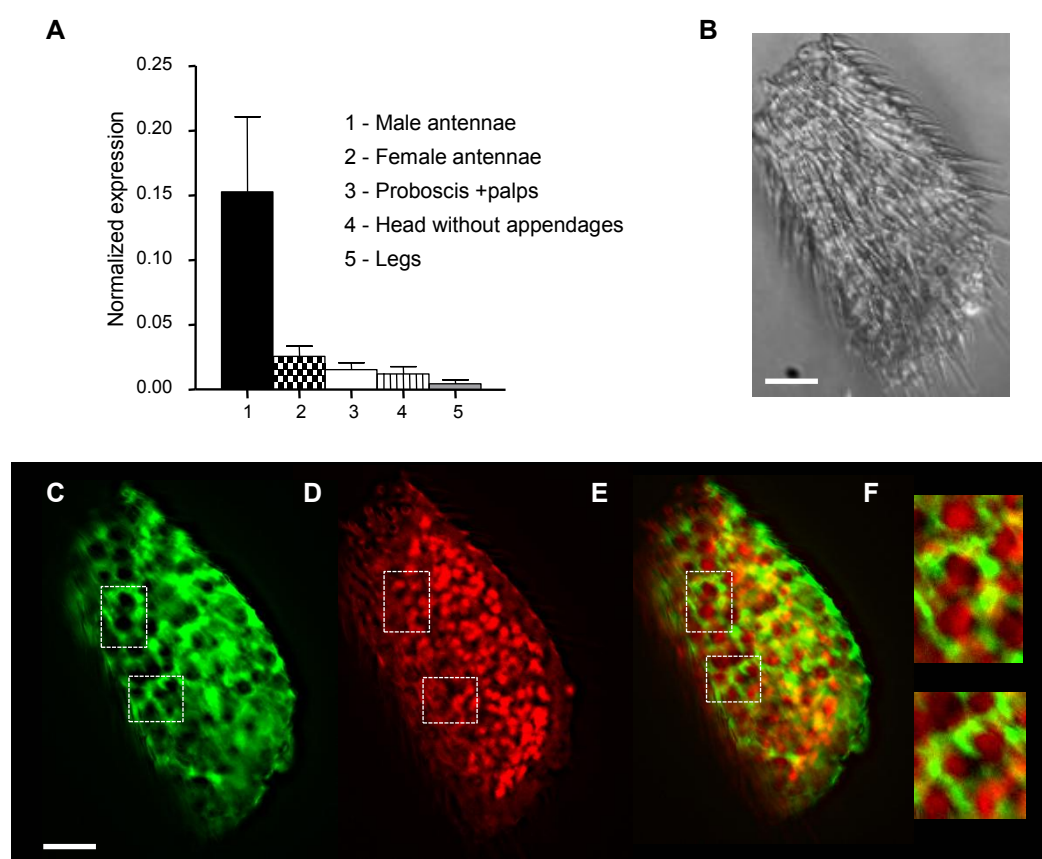 A
B
0.25
0.20
0.15
0.10
0.05
0.00
Normalized expression
1 - Male antennae
2 - Female antennae
3 - Proboscis +palps
4 - Head without appendages
5 - Legs
1 2 3 4 5
C
D
E
F